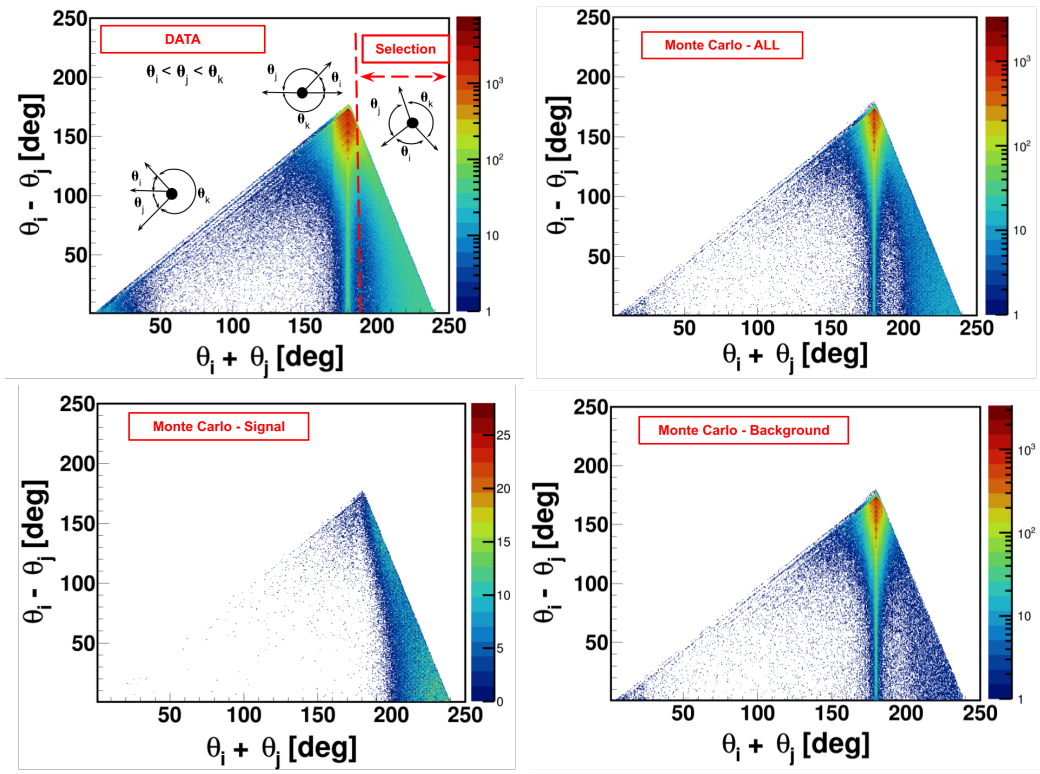 DATA
Selection
θi < θj < θk
θj
θi
θk
θj
θk
θi
θi
θj
θk
250
200
150
100
50
50 100 150 200 250
10³
10²
10
1
θi - θj [deg]
θi + θj [deg]
Monte Carlo - ALL
250
200
150
100
50
50 100 150 200 250
10³
10²
10
1
θi - θj [deg]
θi + θj [deg]
Monte Carlo - Signal
250
200
150
100
50
50 100 150 200 250
25
20
15
10
5
0
θi - θj [deg]
θi + θj [deg]
Monte Carlo - Background
250
200
150
100
50
50 100 150 200 250
10³
10²
10
1
θi - θj [deg]
θi + θj [deg]